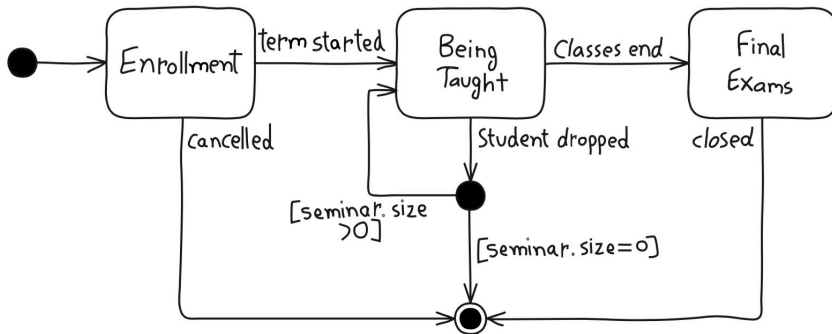 Enrollment
term started
Being
Taught
Classes end
Final
Exams
cancelled
Student dropped
closed
[seminar.size
>0]
[seminar.size=0]